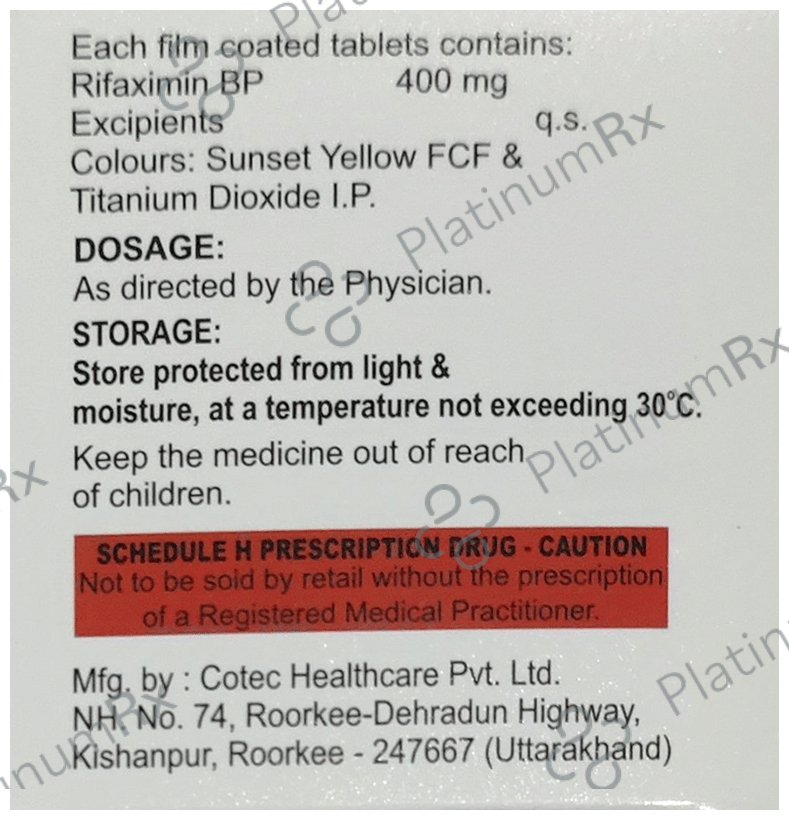 Each film coated tablets contains:
Rifaximin BP 400 mg
Excipients q.s.
Colours: Sunset Yellow FCF &
Titanium Dioxide I.P.
DOSAGE:
As directed by the Physician.
STORAGE:
Store protected from light &
moisture, at a temperature not exceeding 30°C.
Keep the medicine out of reach
of children.
SCHEDULE H PRESCRIPTION DRUG - CAUTION
Not to be sold by retail without the prescription
of a Registered Medical Practitioner.
Mfg. by : Cotec Healthcare Pvt. Ltd.
NH. No. 74, Roorkee-Dehradun Highway,
Kishanpur, Roorkee - 247667 (Uttarakhand)
PlatinumRx
PlatinumRx